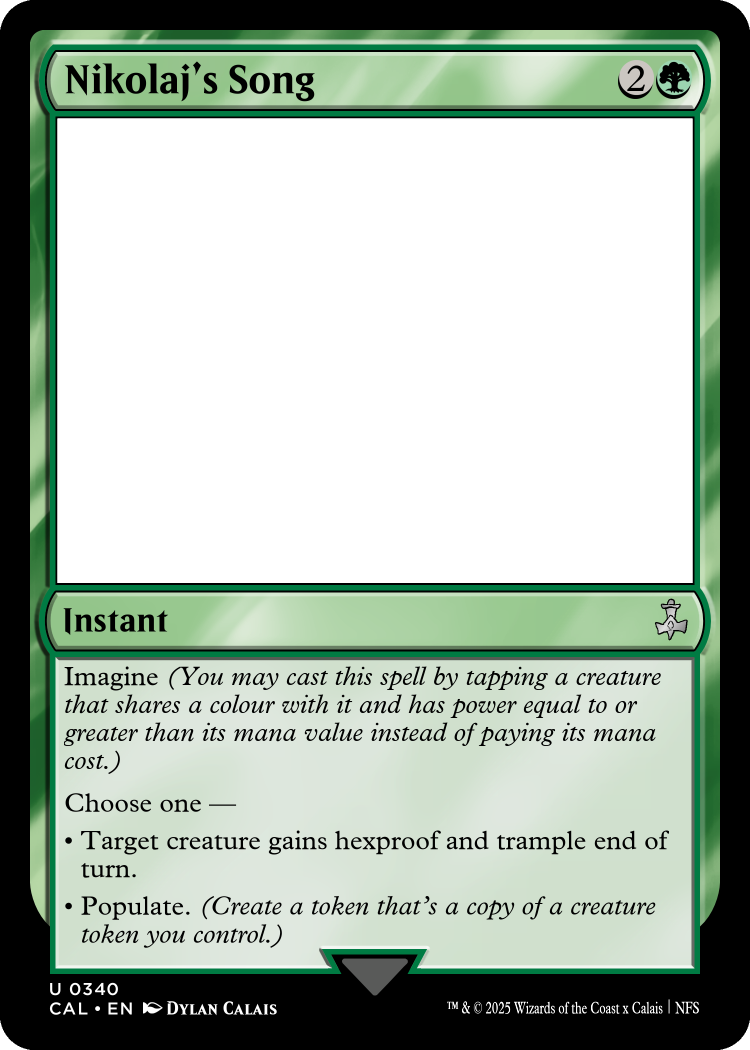 Nikolaj's Song
2
Instant
Imagine (You may cast this spell by tapping a creature
that shares a colour with it and has power equal to or
greater than its mana value instead of paying its mana
cost.)
Choose one —
• Target creature gains hexproof and trample end of
turn.
• Populate. (Create a token that's a copy of a creature
token you control.)
U 0340
CAL • EN Dylan Calais
™ & © 2025 Wizards of the Coast x Calais | NFS